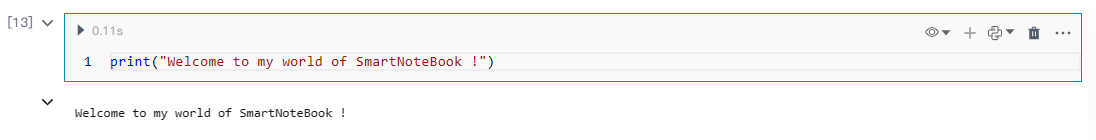 [13]
0.11s
1 print("Welcome to my world of SmartNoteBook !")
Welcome to my world of SmartNoteBook !